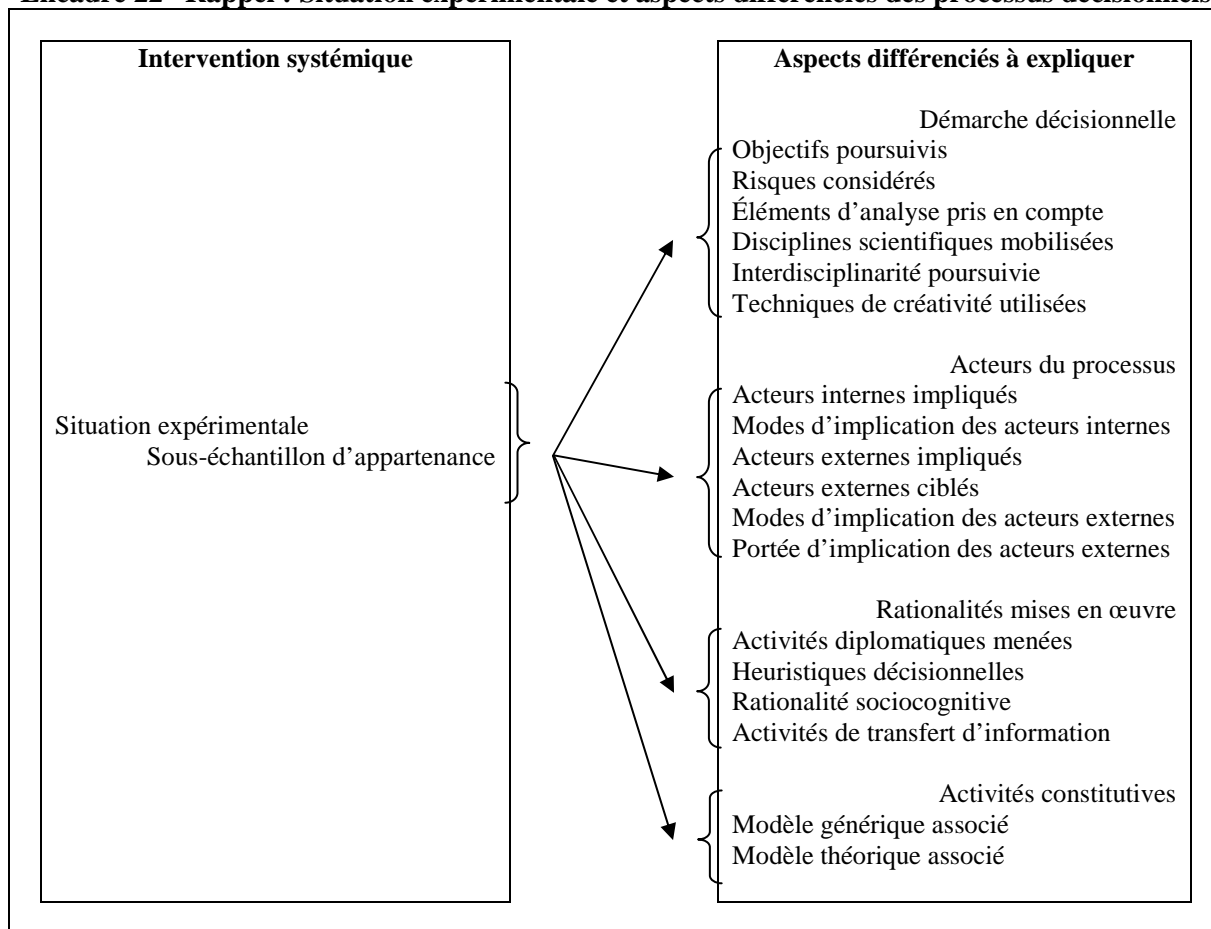 Encadré 22 - Rappel : Situation expérimentale et aspects différenciés des processus décisionnels
Intervention systémique
Situation expérimentale
Sous-échantillon d’appartenance
Aspects différenciés à expliquer
Démarche décisionnelle
Objectifs poursuivis
Risques considérés
Éléments d’analyse pris en compte
Disciplines scientifiques mobilisées
Interdisciplinarité poursuivie
Techniques de créativité utilisées
Acteurs du processus
Acteurs internes impliqués
Modes d’implication des acteurs internes
Acteurs externes impliqués
Acteurs externes ciblés
Modes d’implication des acteurs externes
Portée d’implication des acteurs externes
Rationalités mises en œuvre
Activités diplomatiques menées
Heuristiques décisionnelles
Rationalité sociocognitive
Activités de transfert d’information
Activités constitutives
Modèle générique associé
Modèle théorique associé